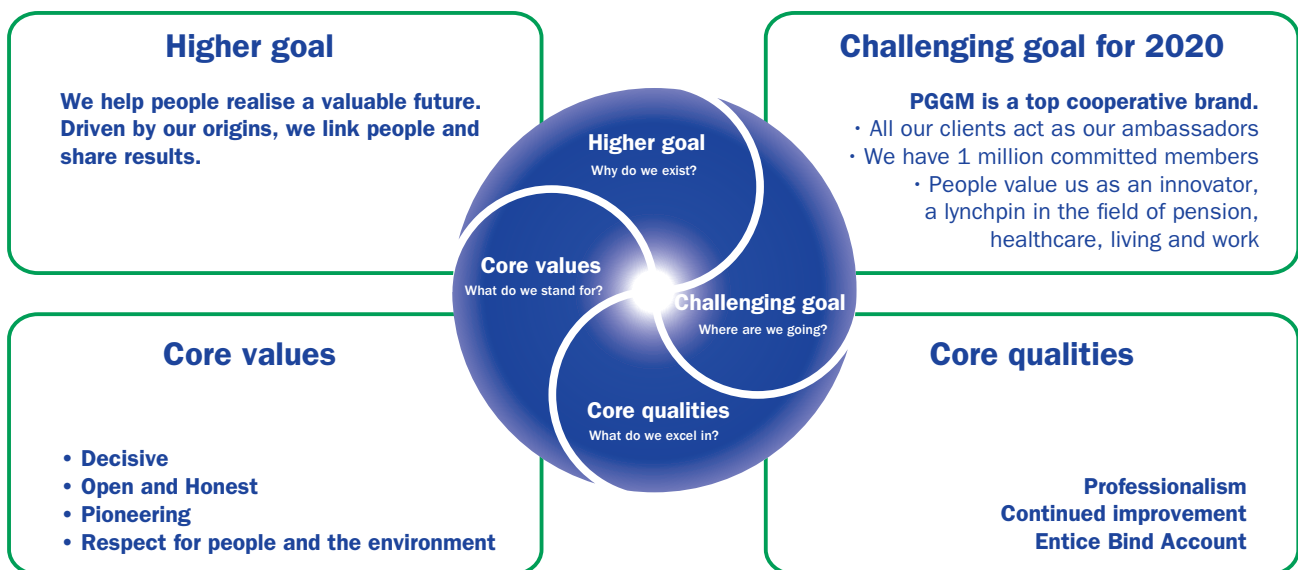 Higher goal
We help people realise a valuable future.
Driven by our origins, we link people and
share results.
Challenging goal for 2020
PGGM is a top cooperative brand.
· All our clients act as our ambassadors
· We have 1 million committed members
· People value us as an innovator,
a lynchpin in the field of pension,
healthcare, living and work
Higher goal
Why do we exist?
Core values
What do we stand for?
Challenging goal
Where are we going?
Core qualities
What do we excel in?
Core values
• Decisive
• Open and Honest
• Pioneering
• Respect for people and the environment
Core qualities
Professionalism
Continued improvement
Entice Bind Account